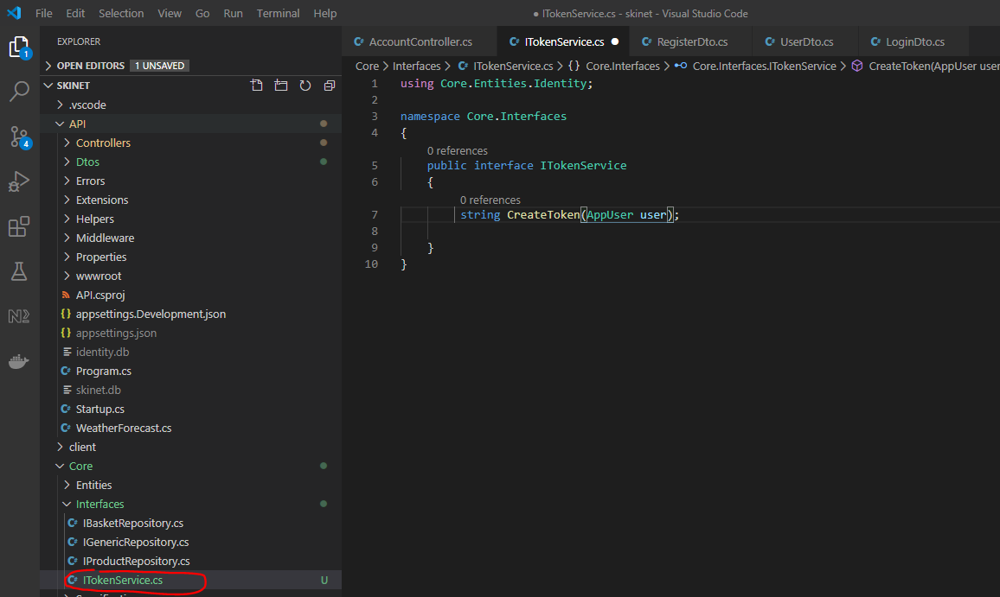 File Edit Selection View Go Run Terminal Help
● ITokenService.cs - skinet - Visual Studio Code
1
4
EXPLORER
OPEN EDITORS 1 UNSAVED
SKINET
.vscode
API
Controllers
Dtos
Errors
Extensions
Helpers
Middleware
Properties
wwwroot
API.csproj
{} appsettings.Development.json
{} appsettings.json
identity.db
C# Program.cs
skinet.db
C# Startup.cs
C# WeatherForecast.cs
client
Core
Entities
Interfaces
C# IBasketRepository.cs
C# IGenericRepository.cs
C# IProductRepository.cs
C# ITokenService.cs U
C# AccountController.cs
C# ITokenService.cs ●
C# RegisterDto.cs
C# UserDto.cs
C# LoginDto.cs
Core > Interfaces > C# ITokenService.cs > {} Core.Interfaces > Core.Interfaces.ITokenService > CreateToken(AppUser user
1 using Core.Entities.Identity;
2
3 namespace Core.Interfaces
4 {
0 references
5 public interface ITokenService
6 {
0 references
7 string CreateToken(AppUser user);
8
9 }
10 }